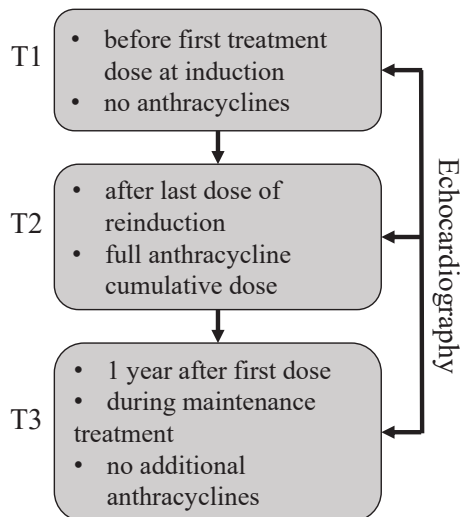 T1
• before first treatment
dose at induction
• no anthracyclines
T2
• after last dose of
reinduction
• full anthracycline
cumulative dose
T3
• 1 year after first dose
• during maintenance
treatment
• no additional
anthracyclines
Echocardiography